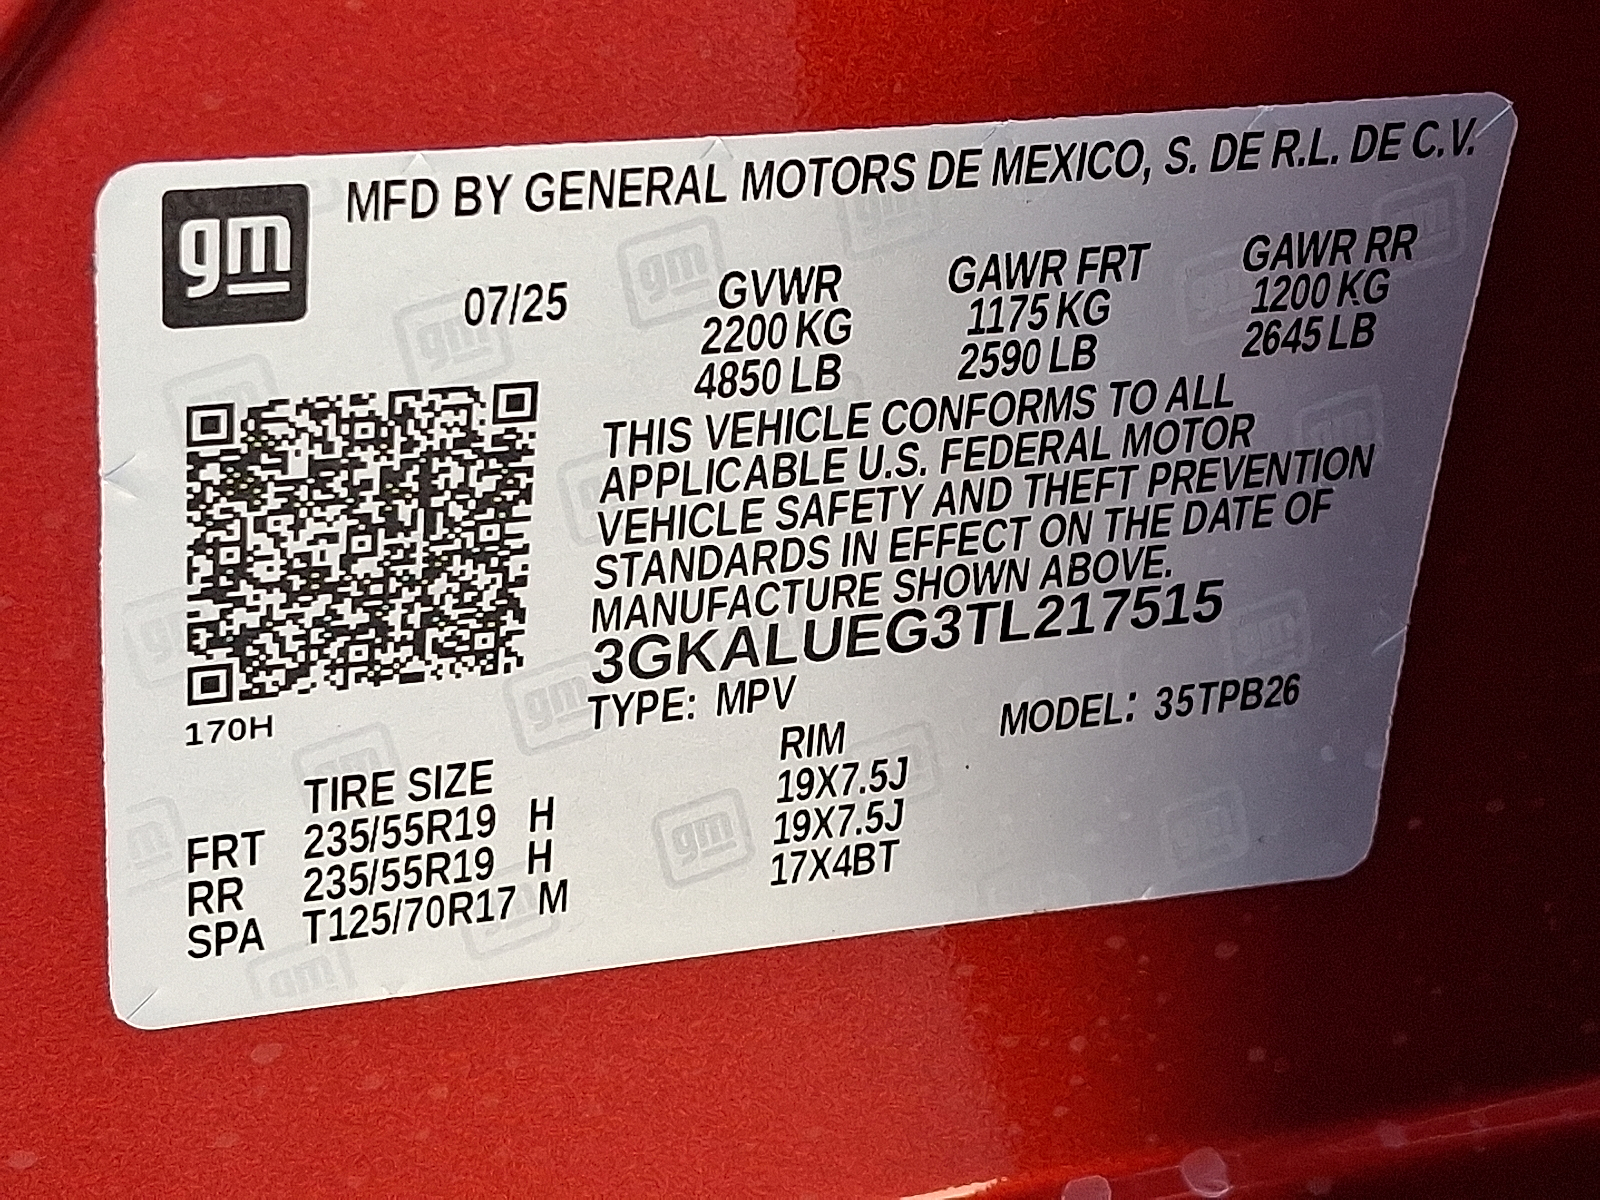 gm MFD BY GENERAL MOTORS DE MEXICO, S. DE R.L. DE C.V.
07/25 GVWR GAWR FRT GAWR RR
2200 KG 1175 KG 1200 KG
4850 LB 2590 LB 2645 LB
THIS VEHICLE CONFORMS TO ALL
APPLICABLE U.S. FEDERAL MOTOR
VEHICLE SAFETY AND THEFT PREVENTION
STANDARDS IN EFFECT ON THE DATE OF
MANUFACTURE SHOWN ABOVE.
3GKALUEG3TL217515
TYPE: MPV MODEL: 35TPB26
170H
TIRE SIZE RIM
FRT 235/55R19 H 19X7.5J
RR 235/55R19 H 19X7.5J
SPA T125/70R17 M 17X4BT